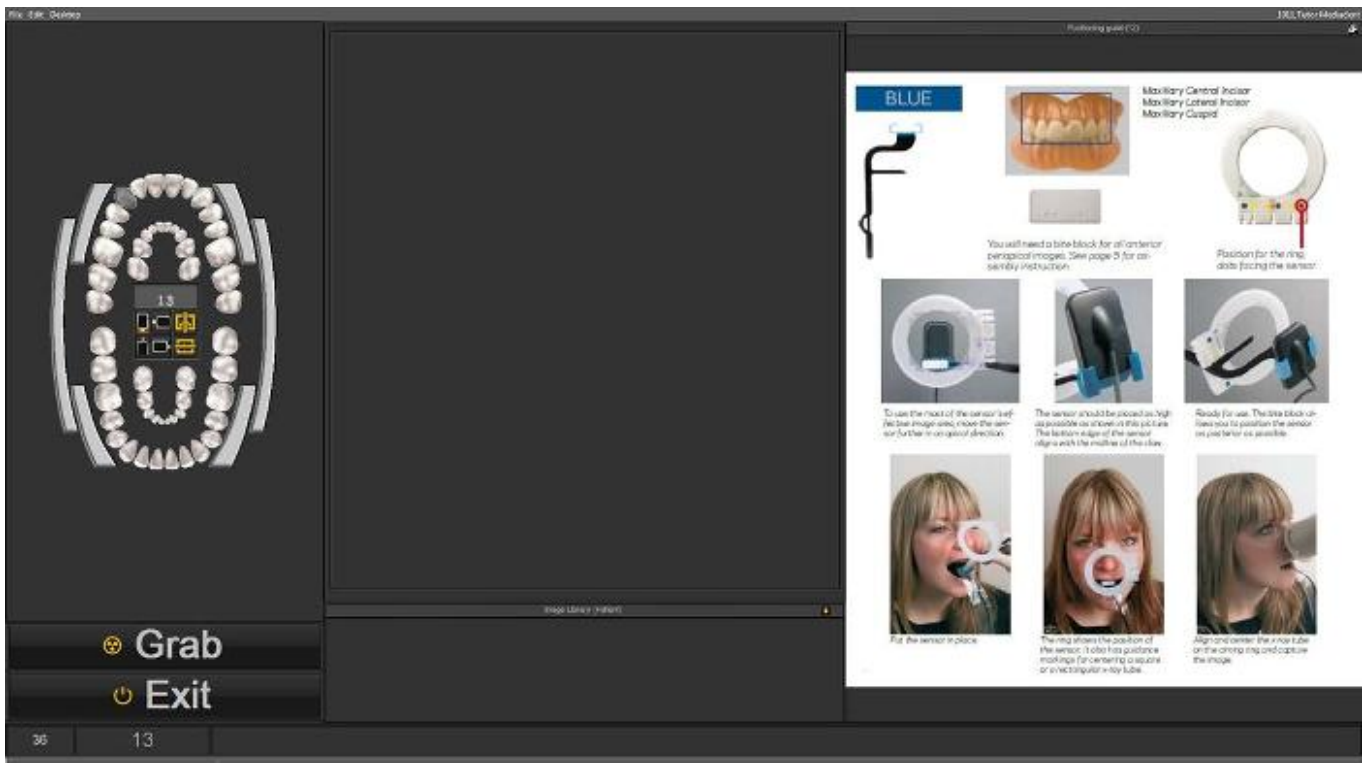 File Edit Desktop
Positioning guide (12)
BLUE
Maxillary Central Incisor
Maxillary Lateral Incisor
Maxillary Cuspid
You will need a bite block for all anterior
periapical images. See page 9 for as-
sembly instruction.
Position for the ring,
dots facing the sensor.
13
To use the most of the sensor's ef-
fective image area, move the sen-
sor further in an apical direction.
The sensor should be placed as high
as possible as shown in this picture.
The bottom edge of the sensor
aligns with the midline of the claw.
Ready for use. The bite block al-
lows you to position the sensor
as posterior as possible.
Put the sensor in place.
The ring shows the position of
the sensor. It also has guidance
markings for centering a square
or a rectangular x-ray tube.
Align and center the x-ray tube
on the aiming ring and capture
the image.
Image Library (Patient)
Grab
Exit
36
13